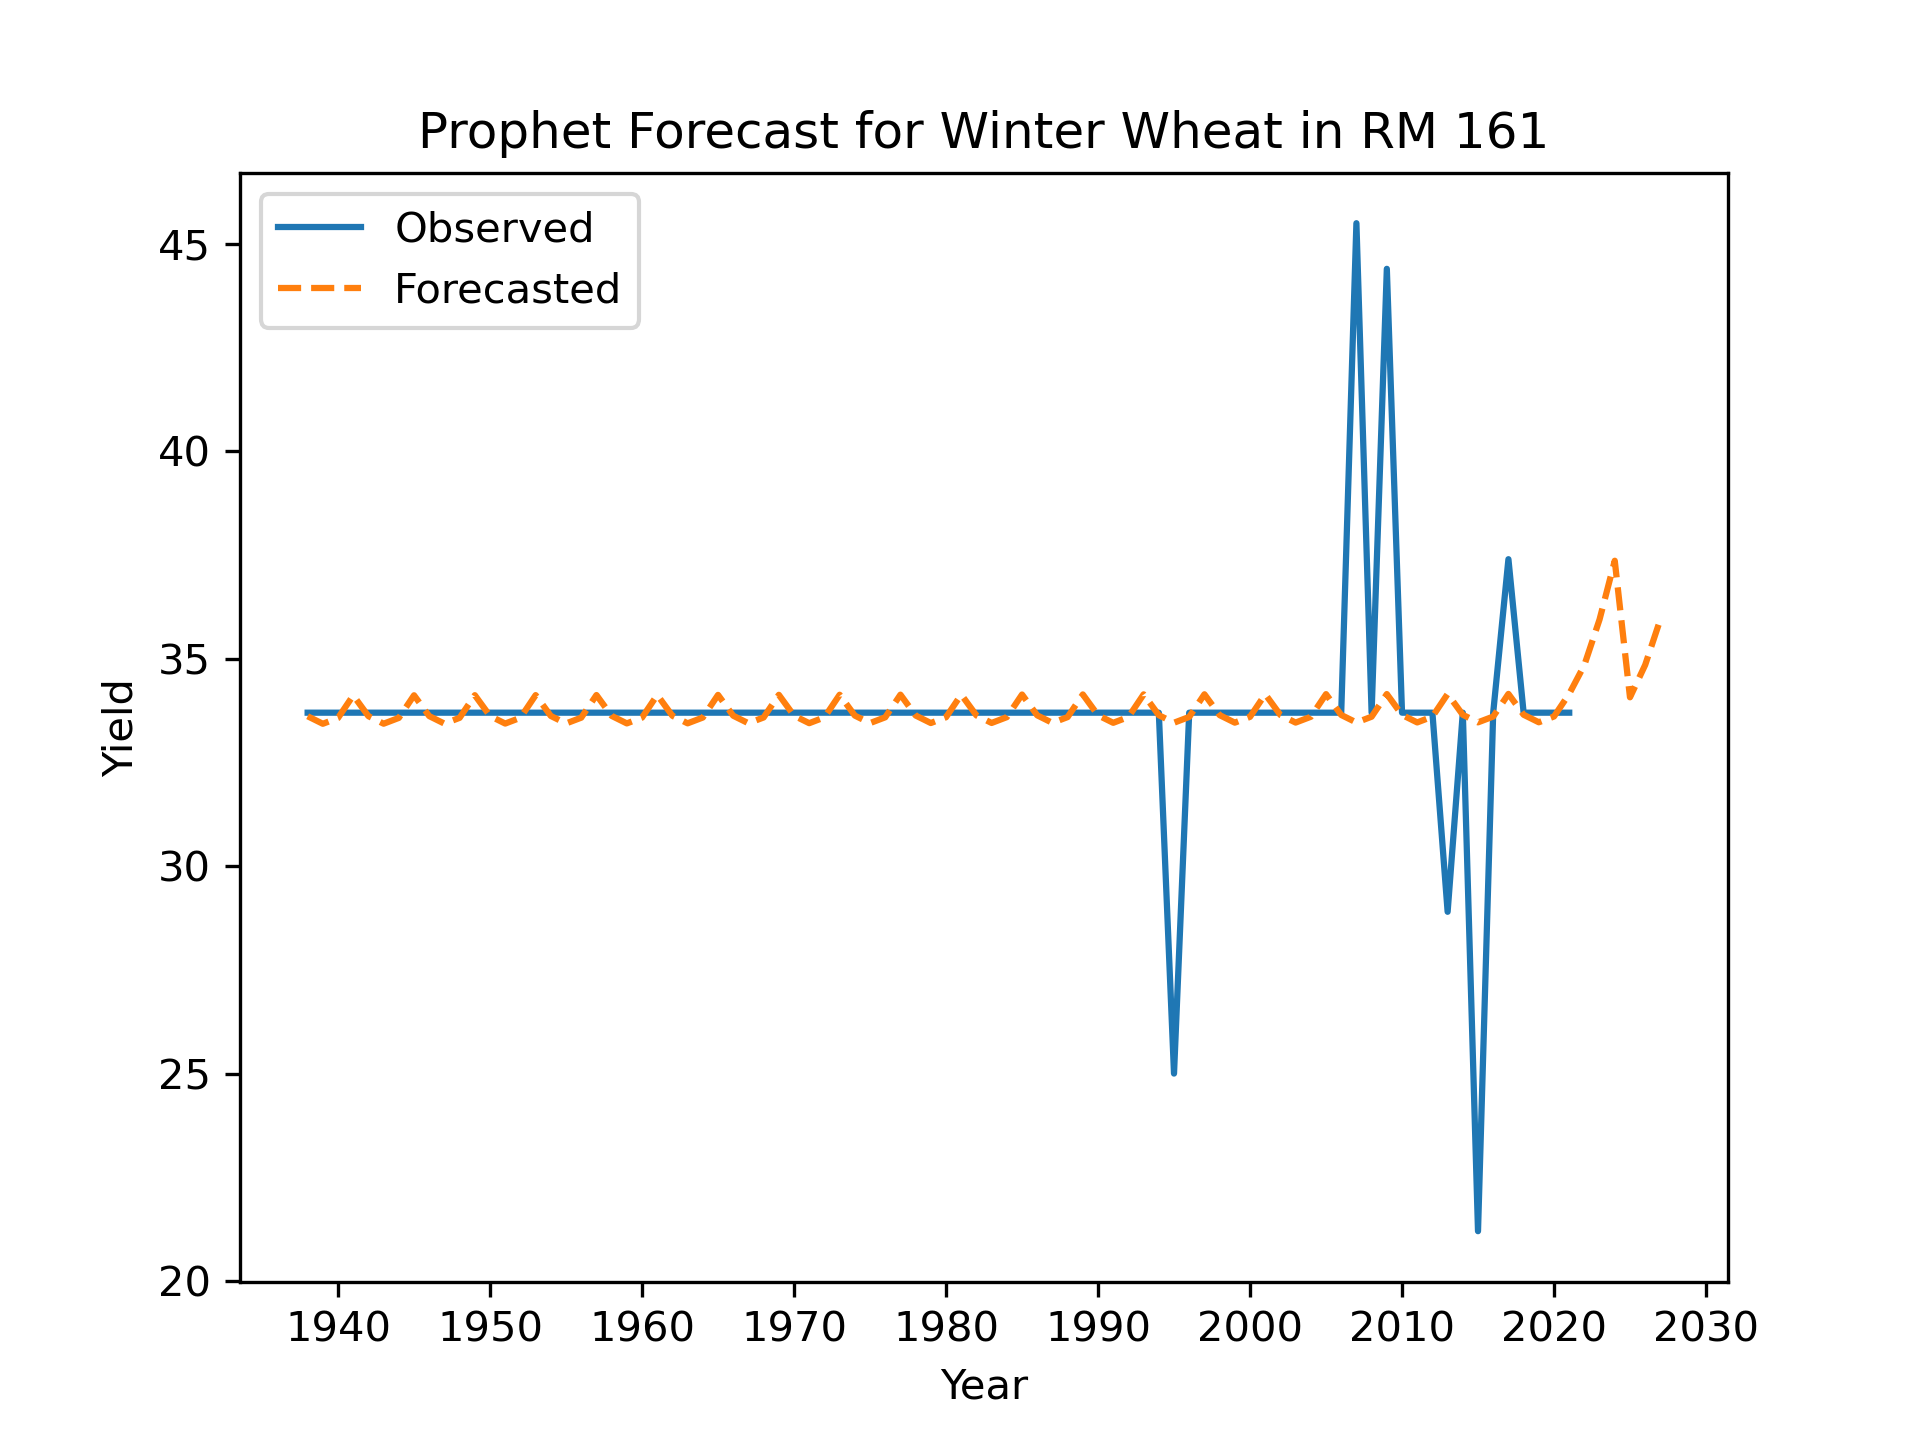 Prophet Forecast for Winter Wheat in RM 161
Observed
Forecasted
45
40
35
30
25
20
Yield
1940 1950 1960 1970 1980 1990 2000 2010 2020 2030
Year